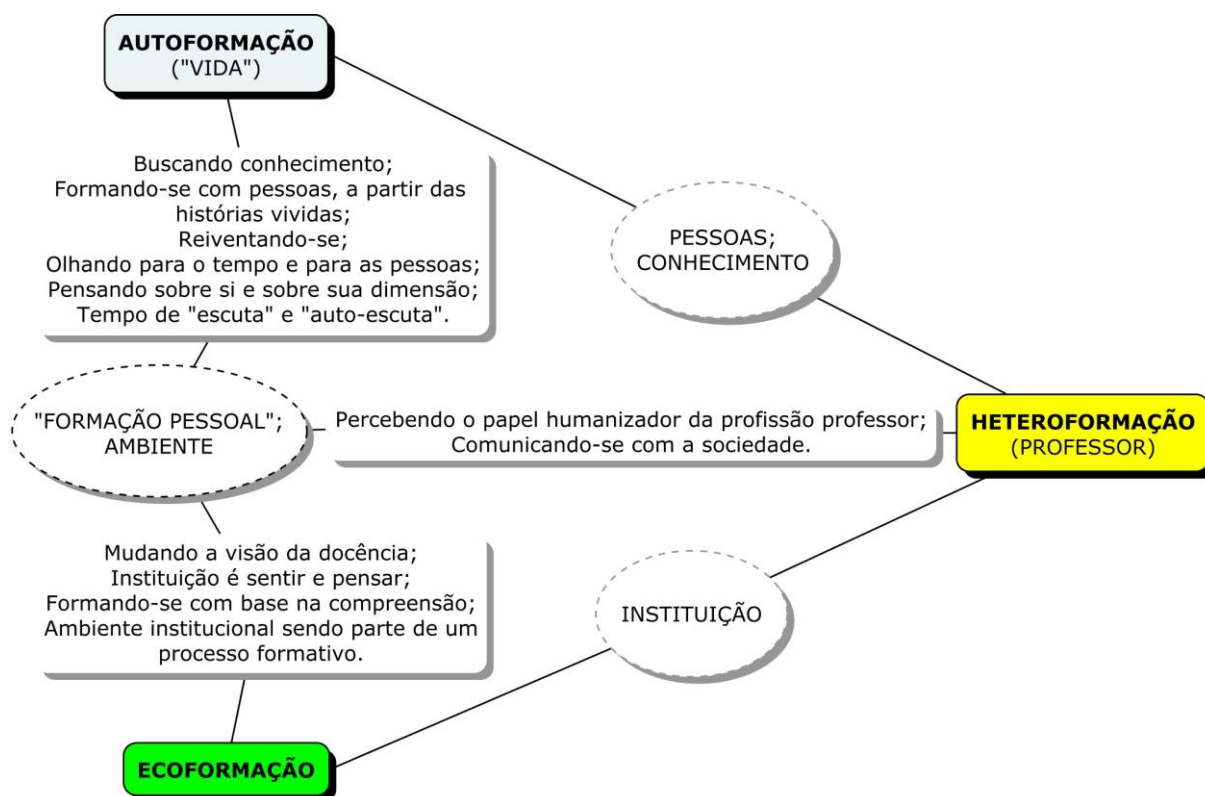 AUTOFORMAÇÃO
("VIDA")
Buscando conhecimento;
Formando-se com pessoas, a partir das
histórias vividas;
Reiventando-se;
Olhando para o tempo e para as pessoas;
Pensando sobre si e sobre sua dimensão;
Tempo de "escuta" e "auto-escuta".
PESSOAS;
CONHECIMENTO
"FORMAÇÃO PESSOAL";
AMBIENTE
Percebendo o papel humanizador da profissão professor;
Comunicando-se com a sociedade.
HETEROFORMAÇÃO
(PROFESSOR)
Mudando a visão da docência;
Instituição é sentir e pensar;
Formando-se com base na compreensão;
Ambiente institucional sendo parte de um
processo formativo.
INSTITUIÇÃO
ECOFORMAÇÃO